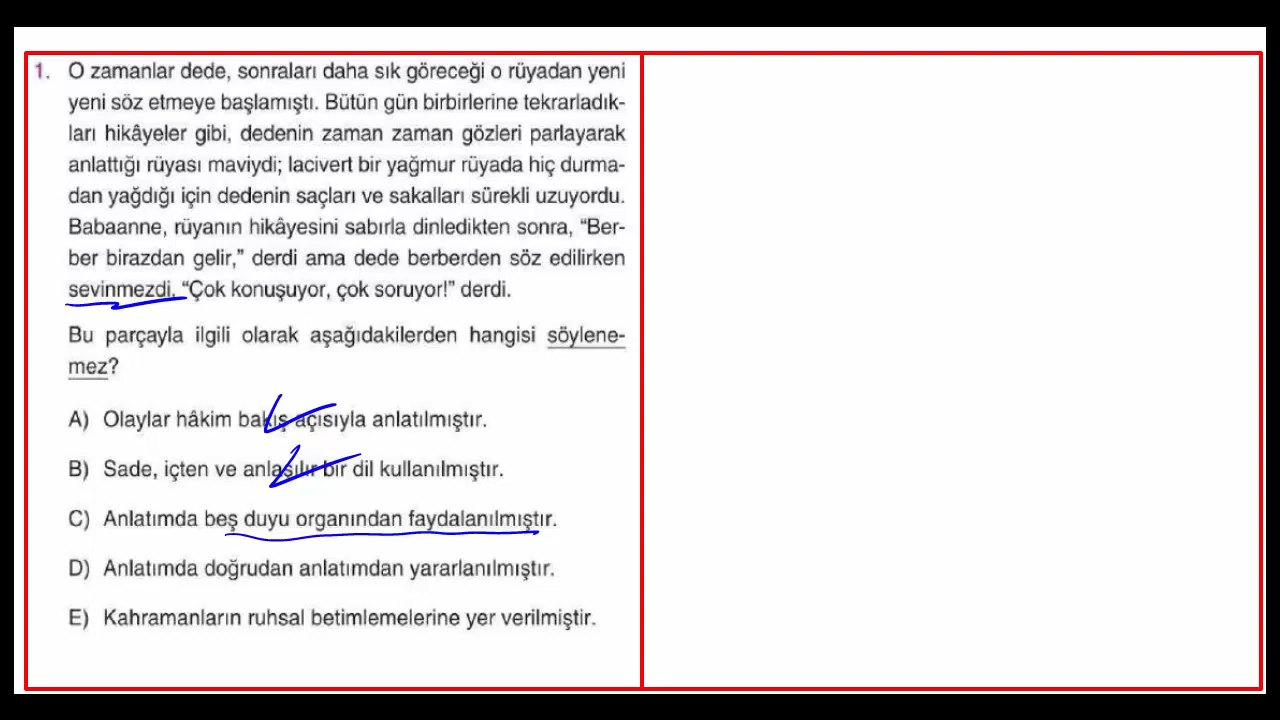 1. O zamanlar dede, sonraları daha sık göreceği o rüyadan yeni
yeni söz etmeye başlamıştı. Bütün gün birbirlerine tekrarladık-
ları hikâyeler gibi, dedenin zaman zaman gözleri parlayarak
anlattığı rüyası maviydi; lacivert bir yağmur rüyada hiç durma-
dan yağdığı için dedenin saçları ve sakalları sürekli uzuyordu.
Babaanne, rüyanın hikâyesini sabırla dinledikten sonra, “Ber-
ber birazdan gelir,” derdi ama dede berberden söz edilirken
sevinmezdi, “Çok konuşuyor, çok soruyor!” derdi.
Bu parçayla ilgili olarak aşağıdakilerden hangisi söylene-
mez?
A) Olaylar hâkim bakış açısıyla anlatılmıştır.
B) Sade, içten ve anlaşılır bir dil kullanılmıştır.
C) Anlatımda beş duyu organından faydalanılmıştır.
D) Anlatımda doğrudan anlatımdan yararlanılmıştır.
E) Kahramanların ruhsal betimlemelerine yer verilmiştir.